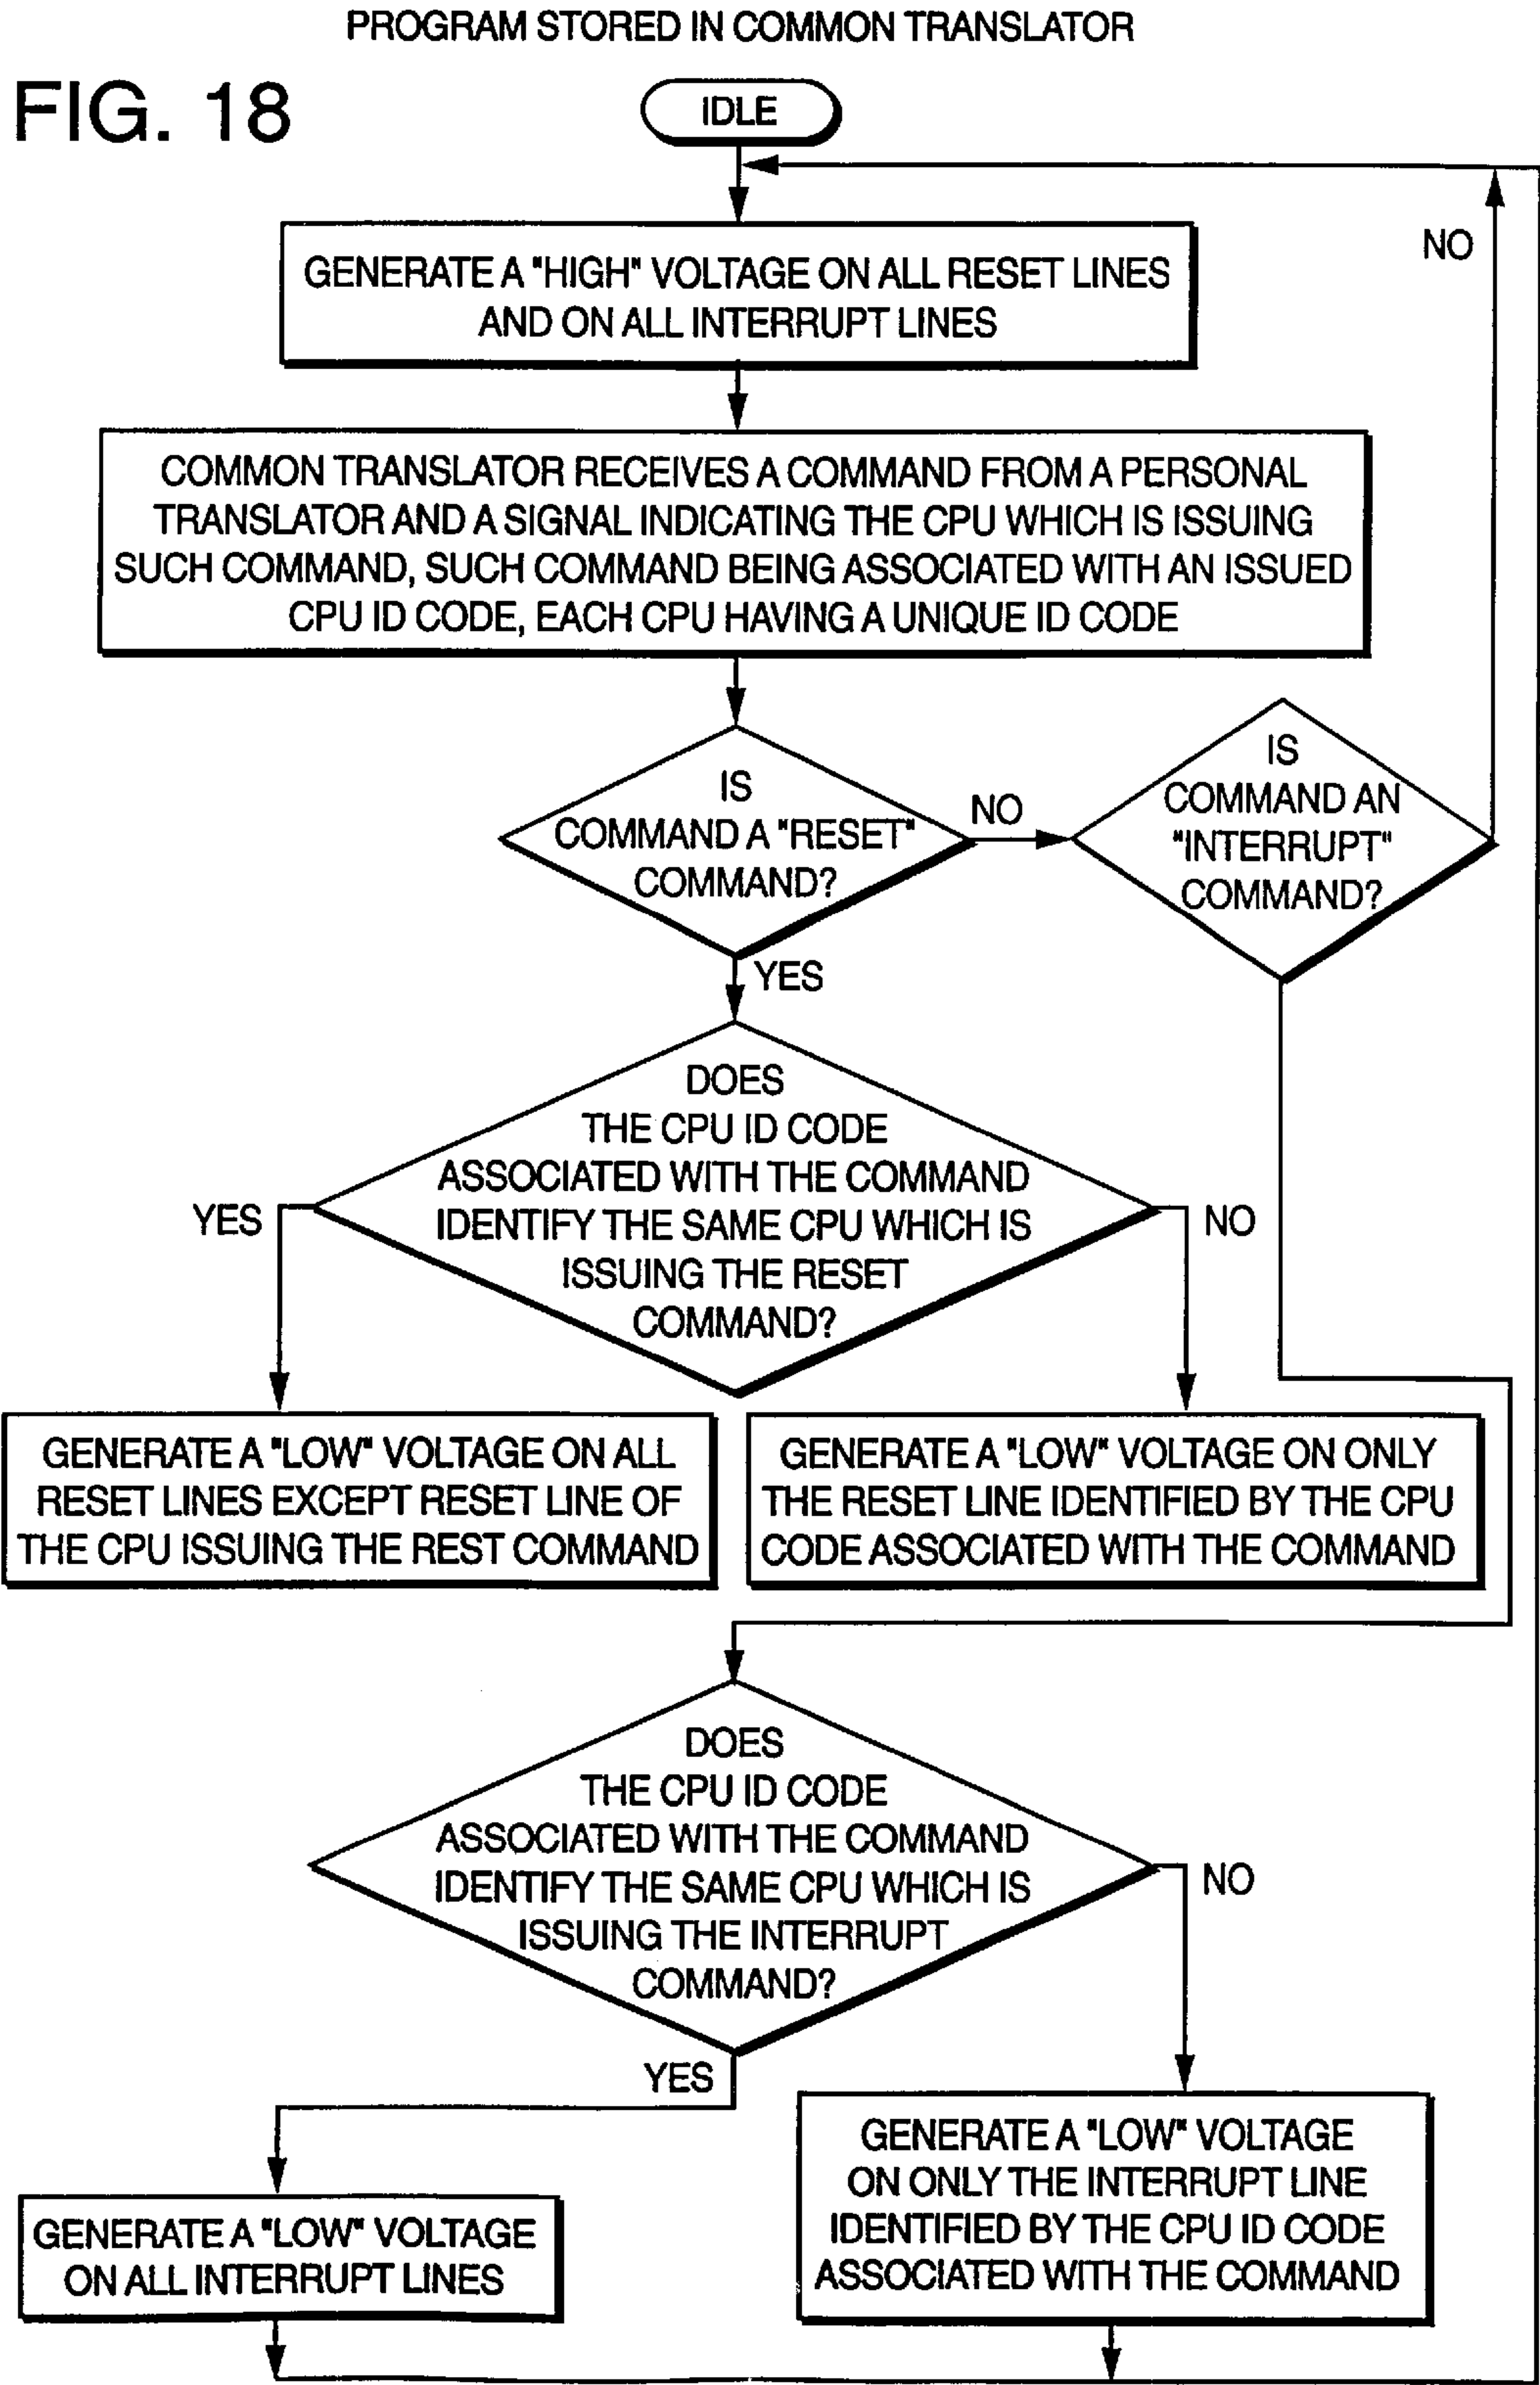 PROGRAM STORED IN COMMON TRANSLATOR
FIG. 18
IDLE
GENERATE A "HIGH" VOLTAGE ON ALL RESET LINES
AND ON ALL INTERRUPT LINES
NO
COMMON TRANSLATOR RECEIVES A COMMAND FROM A PERSONAL
TRANSLATOR AND A SIGNAL INDICATING THE CPU WHICH IS ISSUING
SUCH COMMAND, SUCH COMMAND BEING ASSOCIATED WITH AN ISSUED
CPU ID CODE, EACH CPU HAVING A UNIQUE ID CODE
IS
COMMAND A "RESET"
COMMAND?
NO
IS
COMMAND AN
"INTERRUPT"
COMMAND?
YES
DOES
THE CPU ID CODE
ASSOCIATED WITH THE COMMAND
IDENTIFY THE SAME CPU WHICH IS
ISSUING THE RESET
COMMAND?
YES
NO
GENERATE A "LOW" VOLTAGE ON ALL
RESET LINES EXCEPT RESET LINE OF
THE CPU ISSUING THE REST COMMAND
GENERATE A "LOW" VOLTAGE ON ONLY
THE RESET LINE IDENTIFIED BY THE CPU
CODE ASSOCIATED WITH THE COMMAND
DOES
THE CPU ID CODE
ASSOCIATED WITH THE COMMAND
IDENTIFY THE SAME CPU WHICH IS
ISSUING THE INTERRUPT
COMMAND?
NO
YES
GENERATE A "LOW" VOLTAGE
ON ALL INTERRUPT LINES
GENERATE A "LOW" VOLTAGE
ON ONLY THE INTERRUPT LINE
IDENTIFIED BY THE CPU ID CODE
ASSOCIATED WITH THE COMMAND